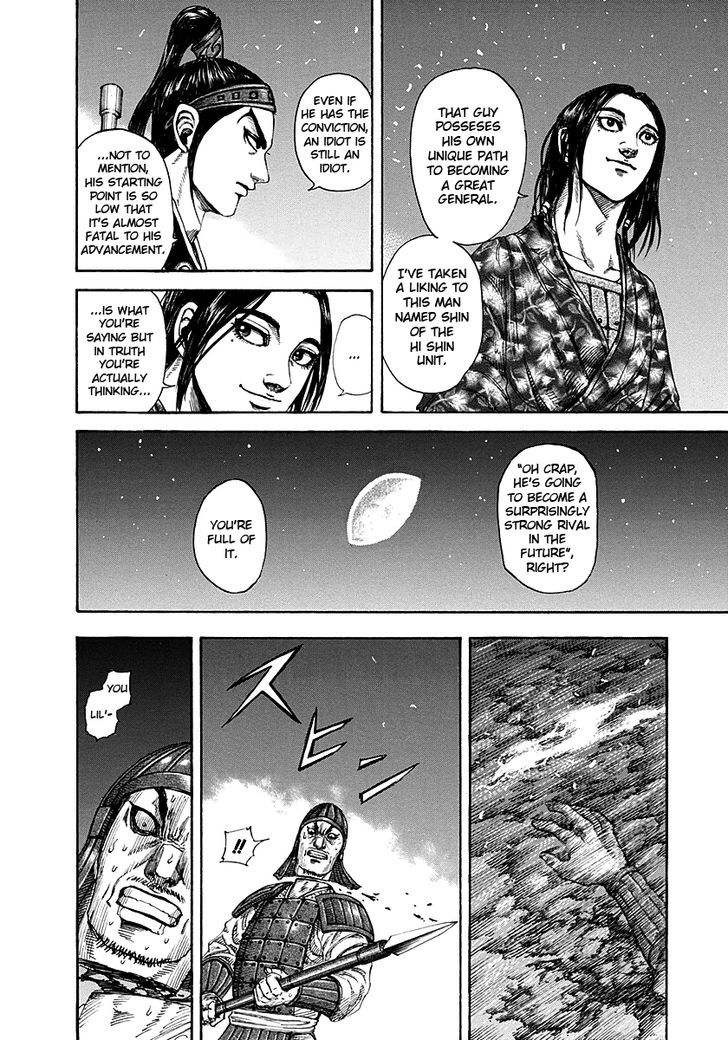 THAT GUY
POSSESES
HIS OWN
UNIQUE PATH
TO BECOMING
A GREAT
GENERAL.
I'VE TAKEN
A LIKING TO
THIS MAN
NAMED SHIN
OF THE
HI SHIN
UNIT.
EVEN IF
HE HAS THE
CONVICTION,
AN IDIOT IS
STILL AN
IDIOT.
...NOT TO
MENTION,
HIS STARTING
POINT IS SO
LOW THAT
IT'S ALMOST
FATAL TO HIS
ADVANCEMENT.
...
...IS WHAT
YOU'RE
SAYING BUT
IN TRUTH
YOU'RE
ACTUALLY
THINKING...
"OH CRAP,
HE'S GOING
TO BECOME A
SURPRISINGLY
STRONG RIVAL
IN THE
FUTURE",
RIGHT?
YOU'RE
FULL OF
IT.
スピン
!!
YOU
LIL'-